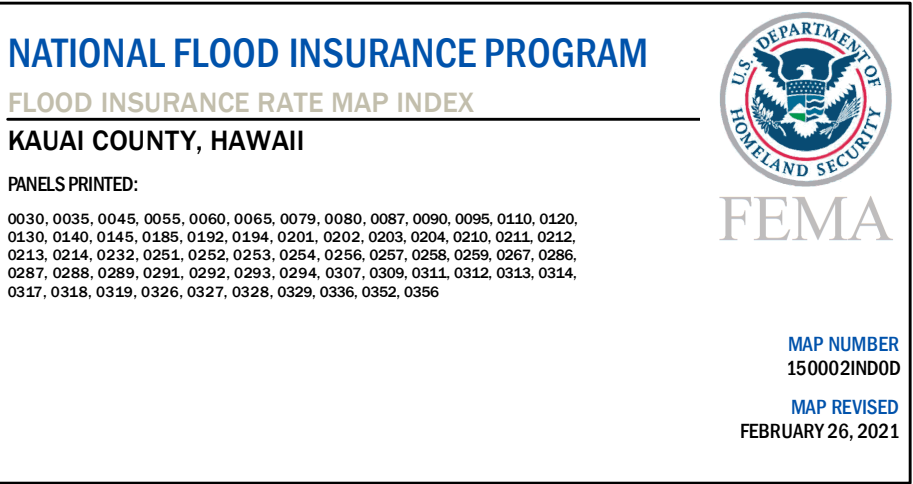 NATIONAL FLOOD INSURANCE PROGRAM
FLOOD INSURANCE RATE MAP INDEX
KAUAI COUNTY, HAWAII
PANELS PRINTED:
0030, 0035, 0045, 0055, 0060, 0065, 0079, 0080, 0087, 0090, 0095, 0110, 0120,
0130, 0140, 0145, 0185, 0192, 0194, 0201, 0202, 0203, 0204, 0210, 0211, 0212,
0213, 0214, 0232, 0251, 0252, 0253, 0254, 0256, 0257, 0258, 0259, 0267, 0286,
0287, 0288, 0289, 0291, 0292, 0293, 0294, 0307, 0309, 0311, 0312, 0313, 0314,
0317, 0318, 0319, 0326, 0327, 0328, 0329, 0336, 0352, 0356
U.S. DEPARTMENT OF
HOMELAND SECURITY
FEMA
MAP NUMBER
150002IND0D
MAP REVISED
FEBRUARY 26, 2021